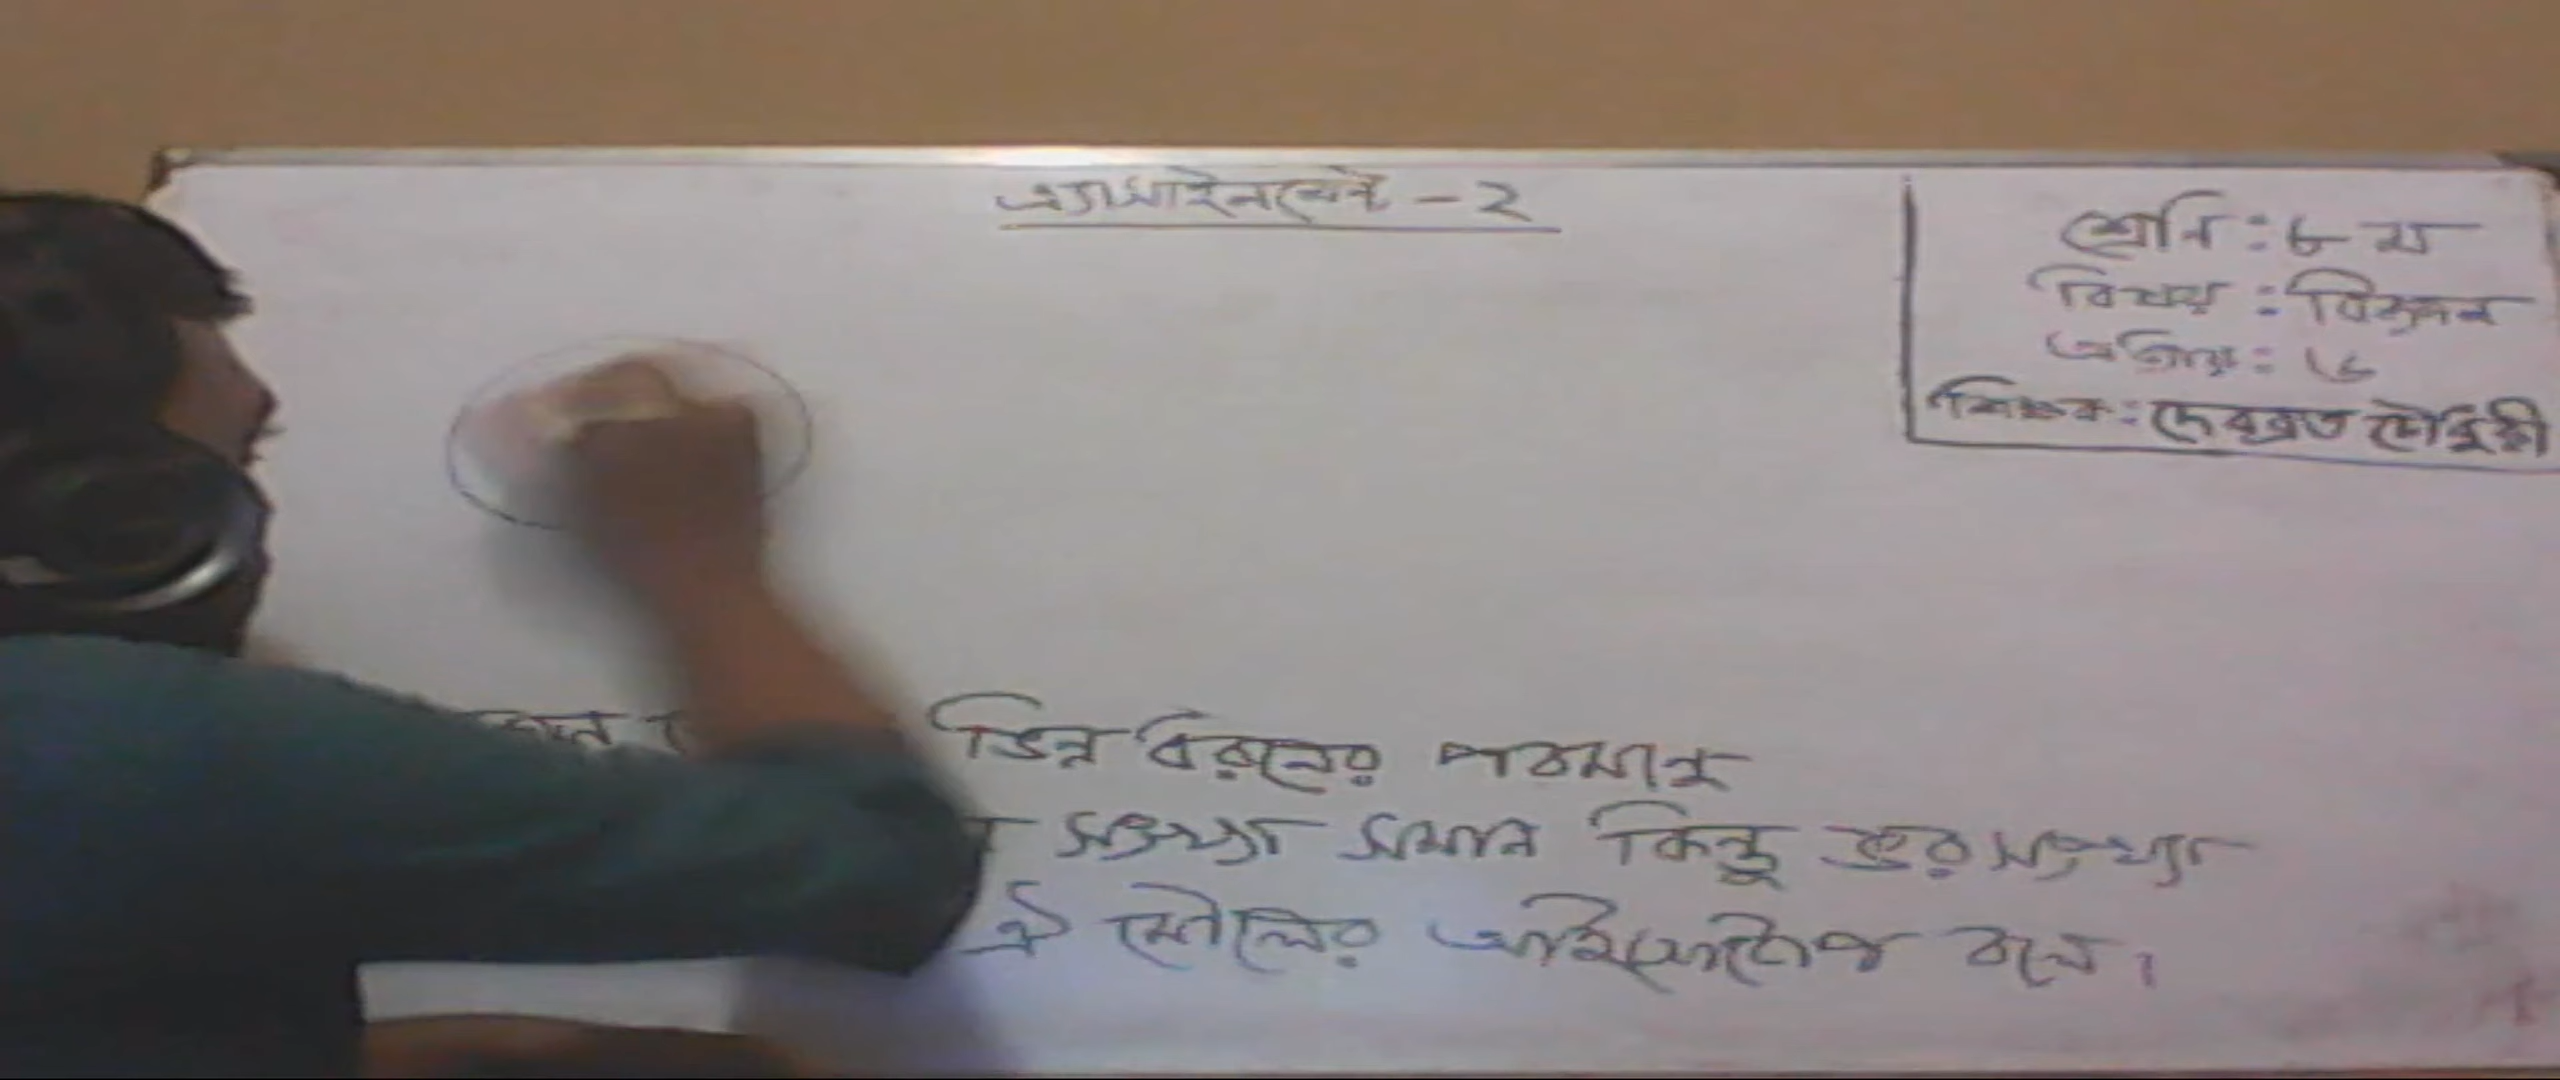 এ্যাসাইনমেন্ট - ২
শ্রেনি : ৮ম
বিষয় : বিজ্ঞান
অধ্যায় : ৬
শিক্ষক : দেবব্রত চৌধুরী
ভিন্ন ধরনের পরমানু
সংখ্যা সমান কিন্তু ভর সংখ্যা
ঐ মৌলের আইসোটোপ বলে।